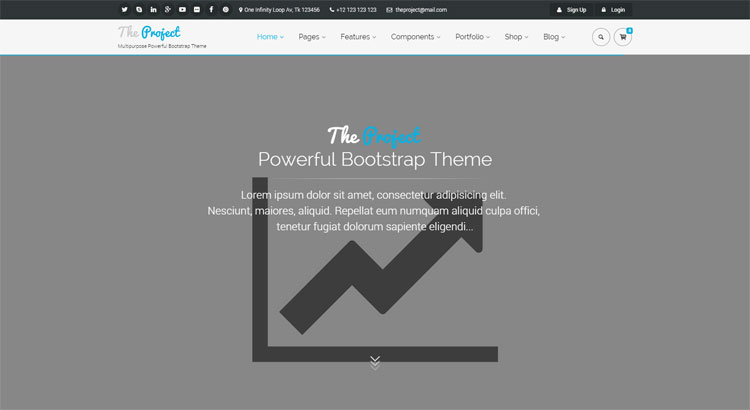 One Infinity Loop Av, Tk 123456 +12 123 123 123 theproject@mail.com Sign Up Login
The Project
Multipurpose Powerful Bootstrap Theme
Home Pages Features Components Portfolio Shop Blog
The Project
Powerful Bootstrap Theme
Lorem ipsum dolor sit amet, consectetur adipisicing elit.
Nesciunt, maiores, aliquid. Repellat eum numquam aliquid culpa offici,
tenetur fugiat dolorum sapiente eligendi...